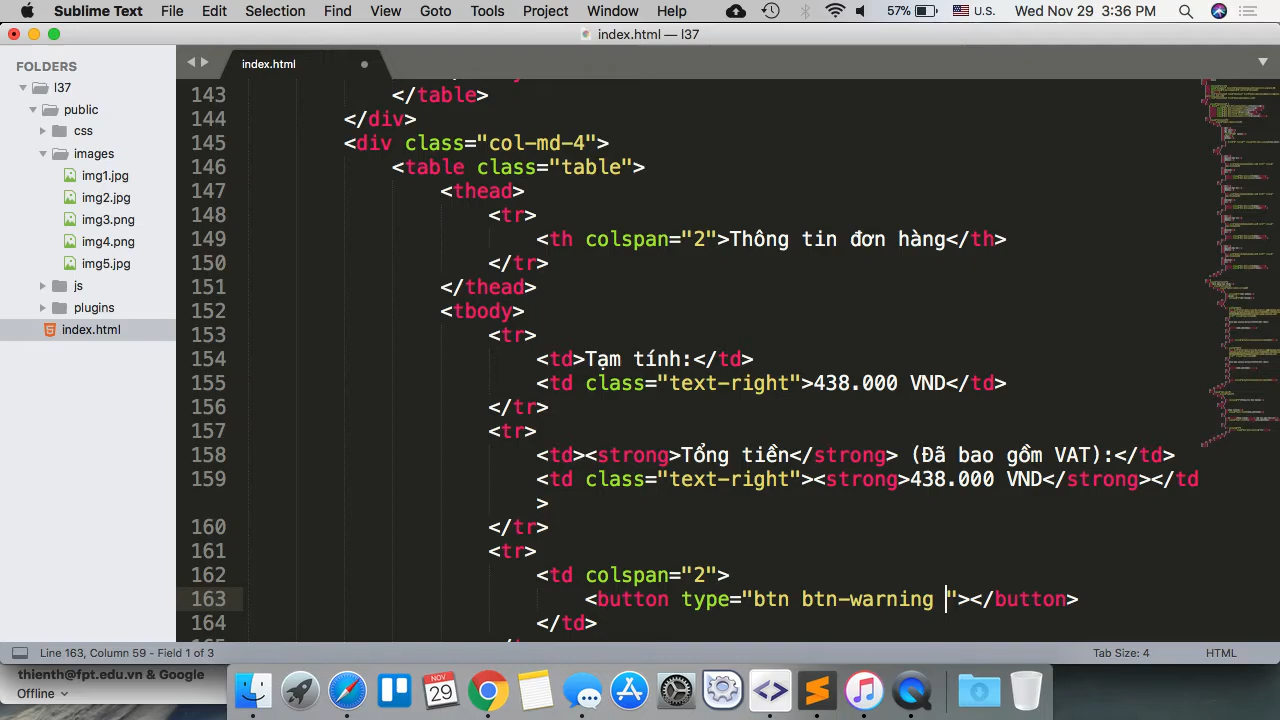 Sublime Text File Edit Selection Find View Goto Tools Project Window Help 57% U.S. Wed Nov 29 3:36 PM
index.html — l37
FOLDERS
l37
public
css
images
img1.jpg
img2.jpg
img3.png
img4.png
img5.jpg
js
plugins
index.html
index.html
143 </table>
144 </div>
145 <div class="col-md-4">
146 <table class="table">
147 <thead>
148 <tr>
149 <th colspan="2">Thông tin đơn hàng</th>
150 </tr>
151 </thead>
152 <tbody>
153 <tr>
154 <td>Tạm tính:</td>
155 <td class="text-right">438.000 VND</td>
156 </tr>
157 <tr>
158 <td><strong>Tổng tiền</strong> (Đã bao gồm VAT):</td>
159 <td class="text-right"><strong>438.000 VND</strong></td
>
160 </tr>
161 <tr>
162 <td colspan="2">
163 <button type="btn btn-warning "></button>
164 </td>
Line 163, Column 59 - Field 1 of 3 Tab Size: 4 HTML
thienth@fpt.edu.vn & Google
Offline
NOV
29